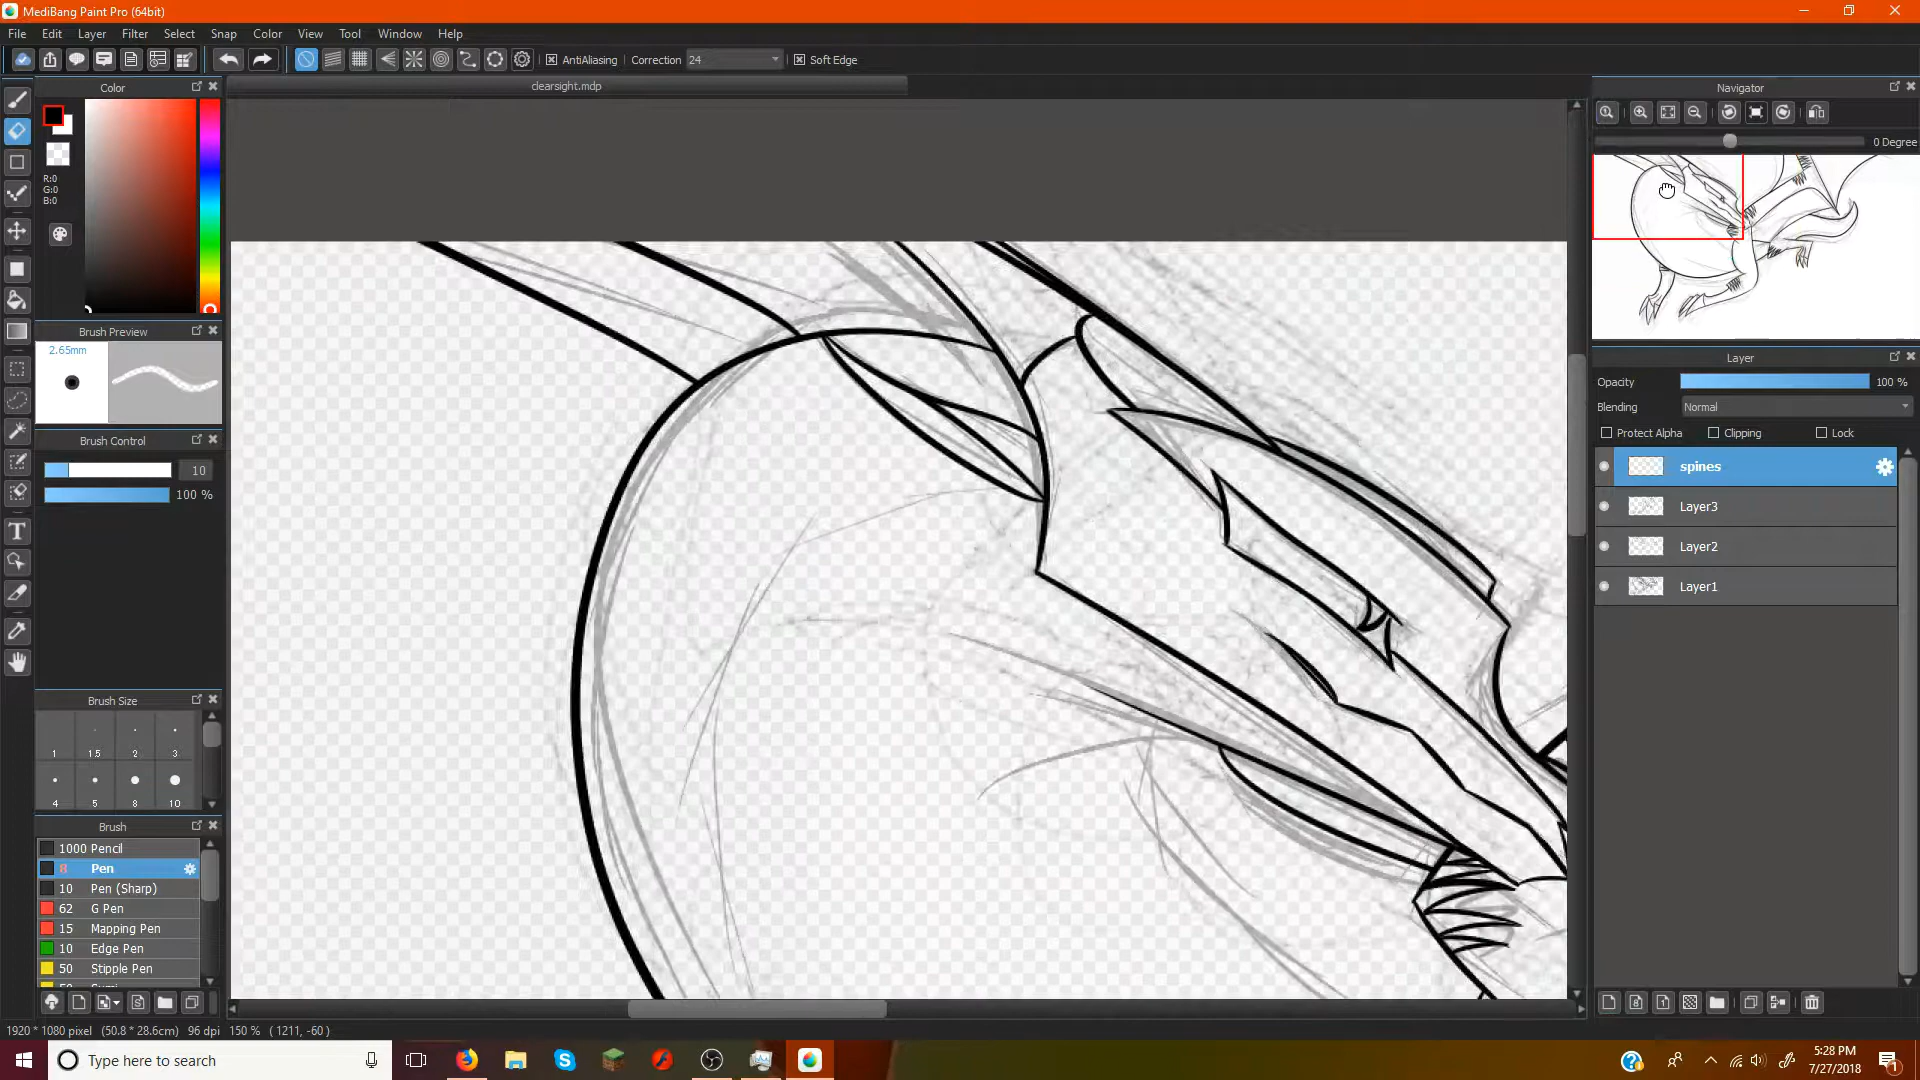 MediBang Paint Pro (64bit)
File Edit Layer Filter Select Snap Color View Tool Window Help
AntiAliasing Correction 24 Soft Edge
Color
clearsight.mdp
Navigator
R:0
G:0
B:0
0 Degree
Brush Preview
2.65mm
Layer
Opacity 100 %
Blending Normal
Protect Alpha Clipping Lock
Brush Control
10
100 %
spines
Layer3
Layer2
Layer1
Brush Size
1 1.5 2 3
4 5 8 10
Brush
1000 Pencil
8 Pen
10 Pen (Sharp)
62 G Pen
15 Mapping Pen
10 Edge Pen
50 Stipple Pen
1920 * 1080 pixel (50.8 * 28.6cm) 96 dpi 150 % ( 1211, -60 )
Type here to search
5:28 PM
7/27/2018
1